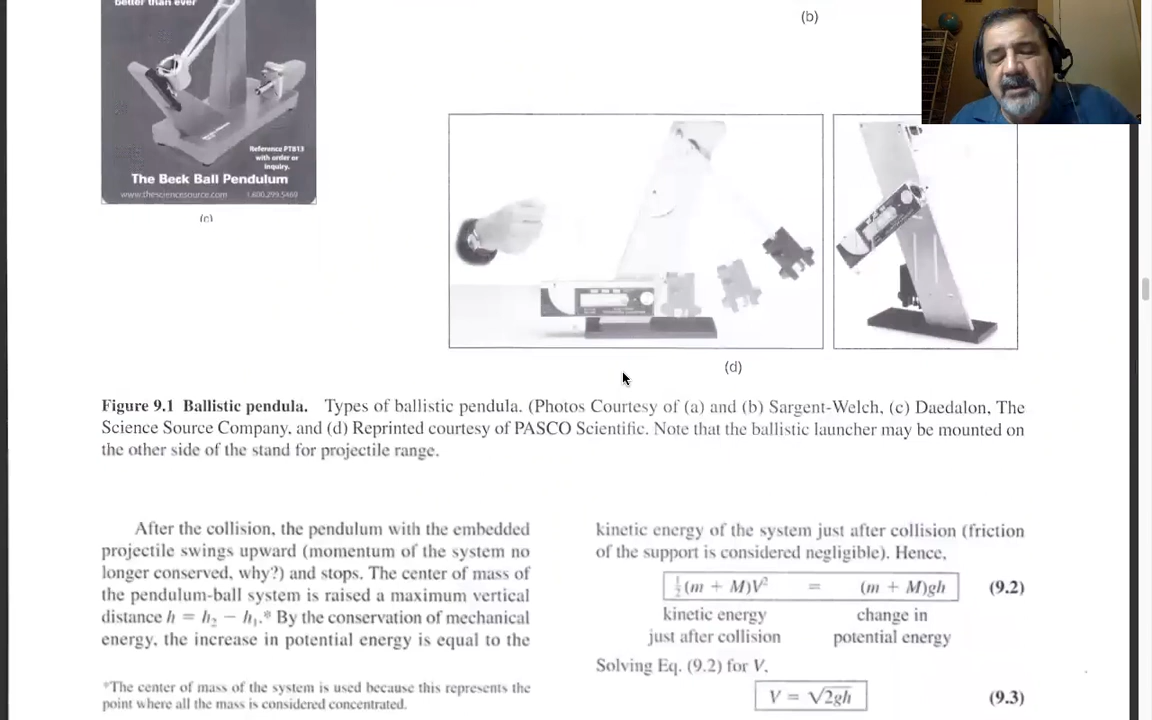 better than ever
(b)
Reference PT813
with order or
inquiry.
The Beck Ball Pendulum
www.thesciencesource.com 1.800.299.5469
(c)
(d)
Figure 9.1 Ballistic pendula. Types of ballistic pendula. (Photos Courtesy of (a) and (b) Sargent-Welch, (c) Daedalon, The
Science Source Company, and (d) Reprinted courtesy of PASCO Scientific. Note that the ballistic launcher may be mounted on
the other side of the stand for projectile range.
After the collision, the pendulum with the embedded
projectile swings upward (momentum of the system no
longer conserved, why?) and stops. The center of mass of
the pendulum-ball system is raised a maximum vertical
distance h = h₂ − h₁.* By the conservation of mechanical
energy, the increase in potential energy is equal to the
*The center of mass of the system is used because this represents the
point where all the mass is considered concentrated.
kinetic energy of the system just after collision (friction
of the support is considered negligible). Hence,
½(m + M)V² = (m + M)gh (9.2)
kinetic energy change in
just after collision potential energy
Solving Eq. (9.2) for V,
V = √2gh (9.3)